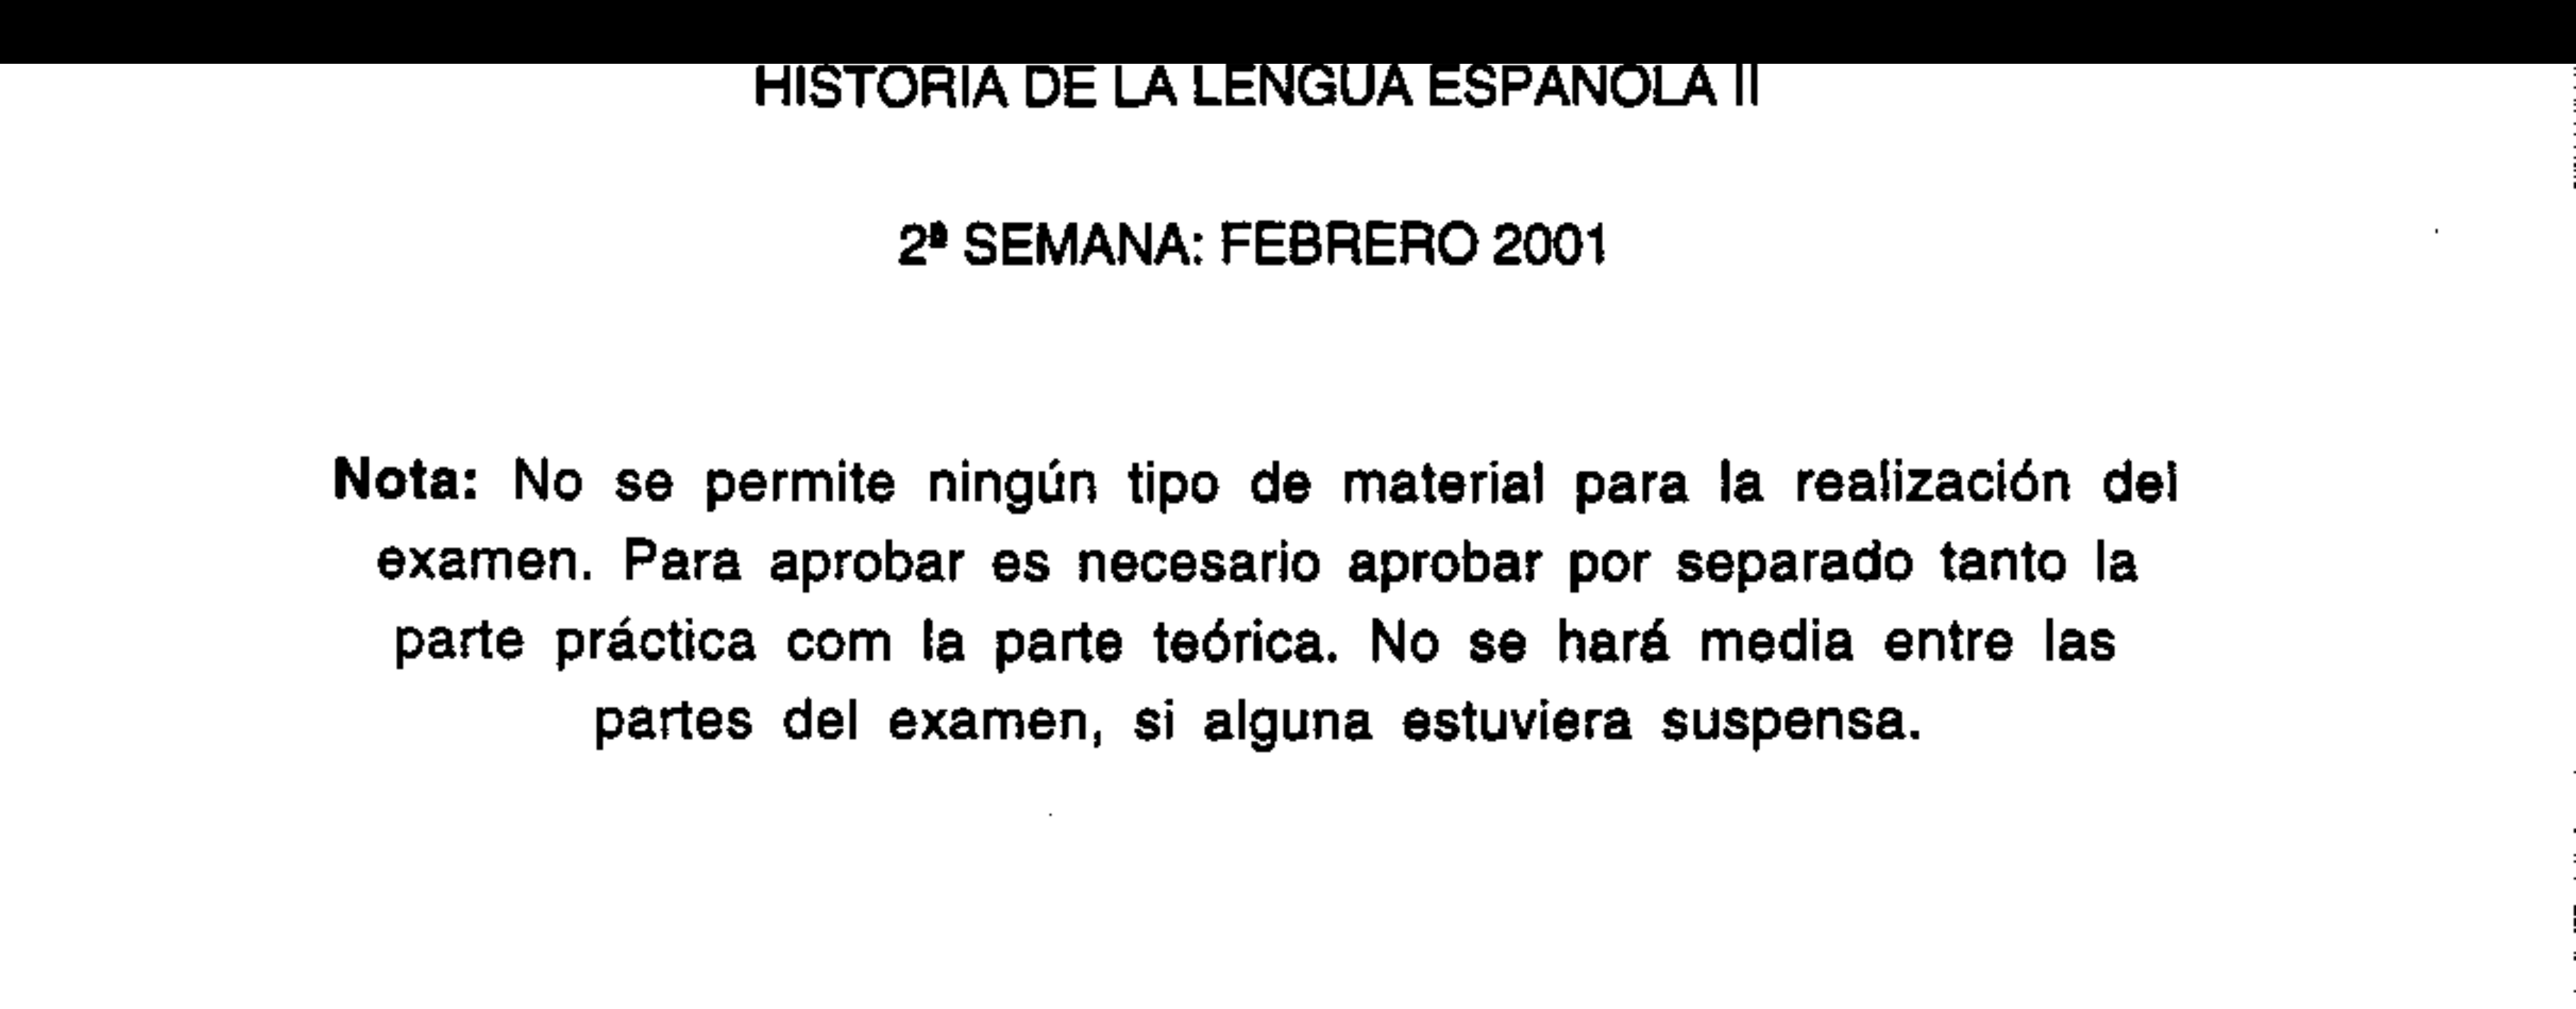 HISTORIA DE LA LENGUA ESPAÑOLA II
2ª SEMANA: FEBRERO 2001
Nota: No se permite ningún tipo de material para la realización del
examen. Para aprobar es necesario aprobar por separado tanto la
parte práctica com la parte teórica. No se hará media entre las
partes del examen, si alguna estuviera suspensa.